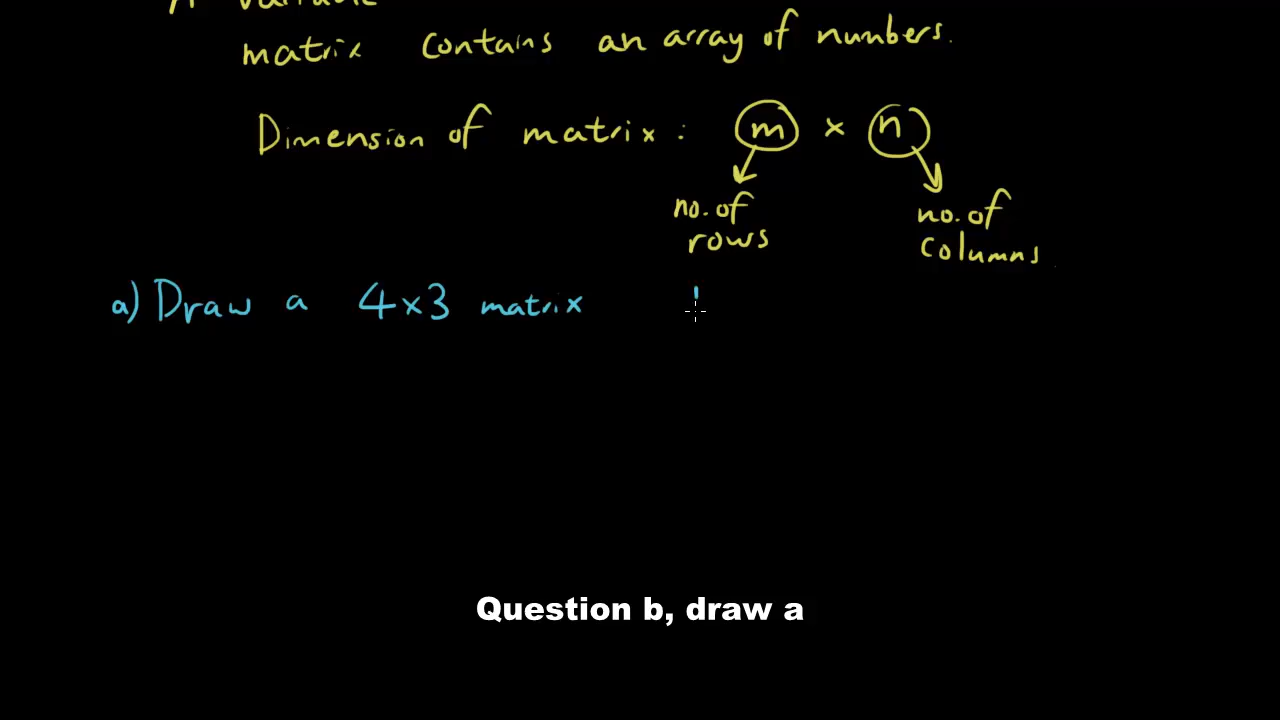 A variable
matrix contains an array of numbers.
Dimension of matrix : m × n
no. of rows
no. of columns
a) Draw a 4×3 matrix
Question b, draw a